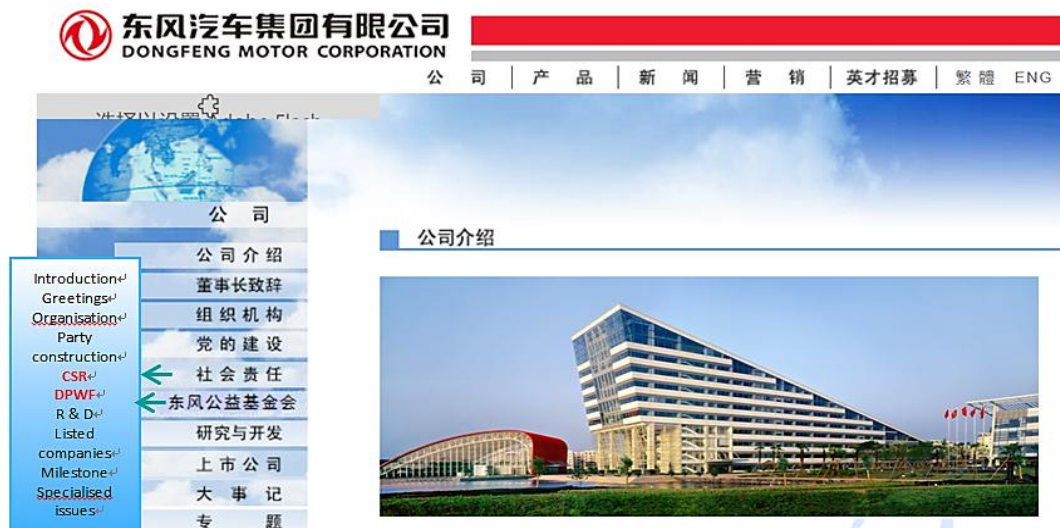 东风汽车集团有限公司
DONGFENG MOTOR CORPORATION
公 司 产 品 新 闻 营 销 英才招募 繁體 ENG
公 司
公司介绍
公司介绍
董事长致辞
组织机构
党的建设
社会责任
东风公益基金会
研究与开发
上市公司
大事记
专 题
Introduction
Greetings
Organisation
Party
construction
CSR
DPWF
R & D
Listed
companies
Milestone
Specialised
issues